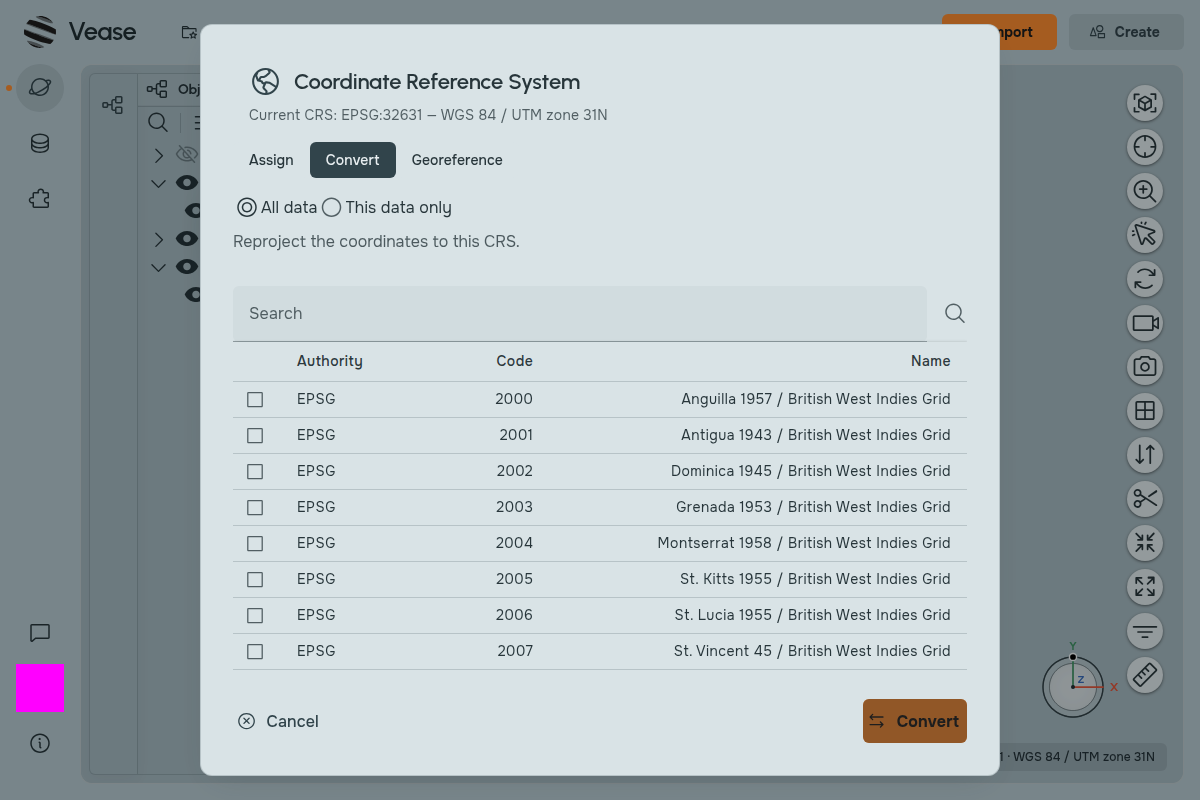 Vease
Import
Create
Obj
Coordinate Reference System
Current CRS: EPSG:32631 — WGS 84 / UTM zone 31N
Assign
Convert
Georeference
All data
This data only
Reproject the coordinates to this CRS.
Search
Authority Code Name
EPSG 2000 Anguilla 1957 / British West Indies Grid
EPSG 2001 Antigua 1943 / British West Indies Grid
EPSG 2002 Dominica 1945 / British West Indies Grid
EPSG 2003 Grenada 1953 / British West Indies Grid
EPSG 2004 Montserrat 1958 / British West Indies Grid
EPSG 2005 St. Kitts 1955 / British West Indies Grid
EPSG 2006 St. Lucia 1955 / British West Indies Grid
EPSG 2007 St. Vincent 45 / British West Indies Grid
Cancel
Convert
Y
Z
X
1 · WGS 84 / UTM zone 31N